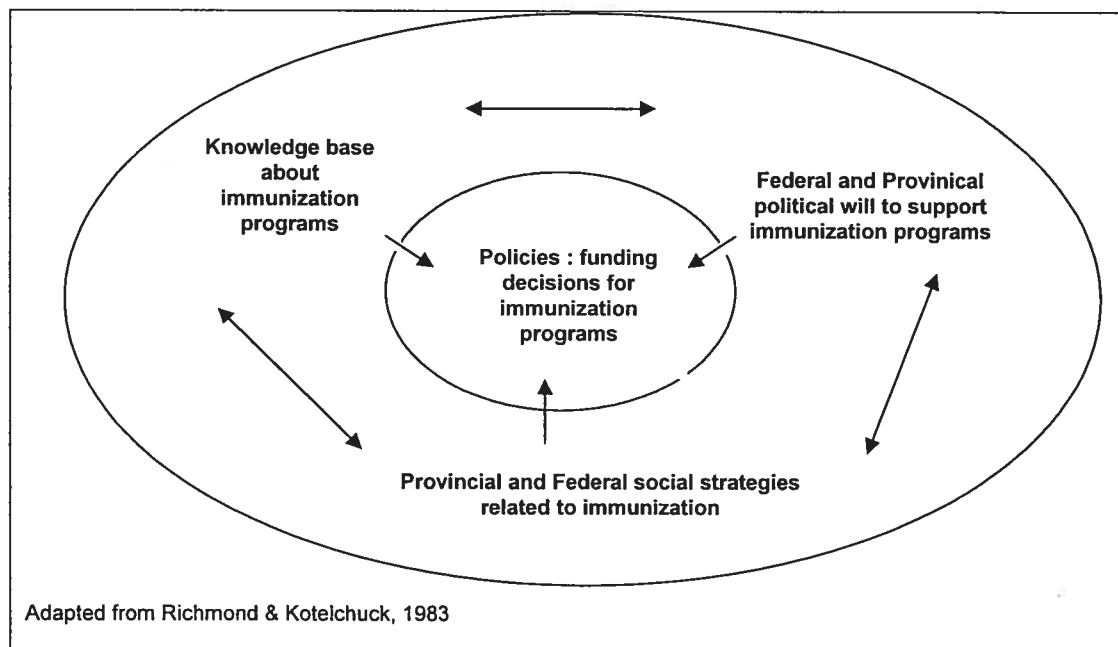 Knowledge base
about
immunization
programs
Federal and Provinical
political will to support
immunization programs
Policies : funding
decisions for
immunization
programs
Provincial and Federal social strategies
related to immunization
Adapted from Richmond & Kotelchuck, 1983